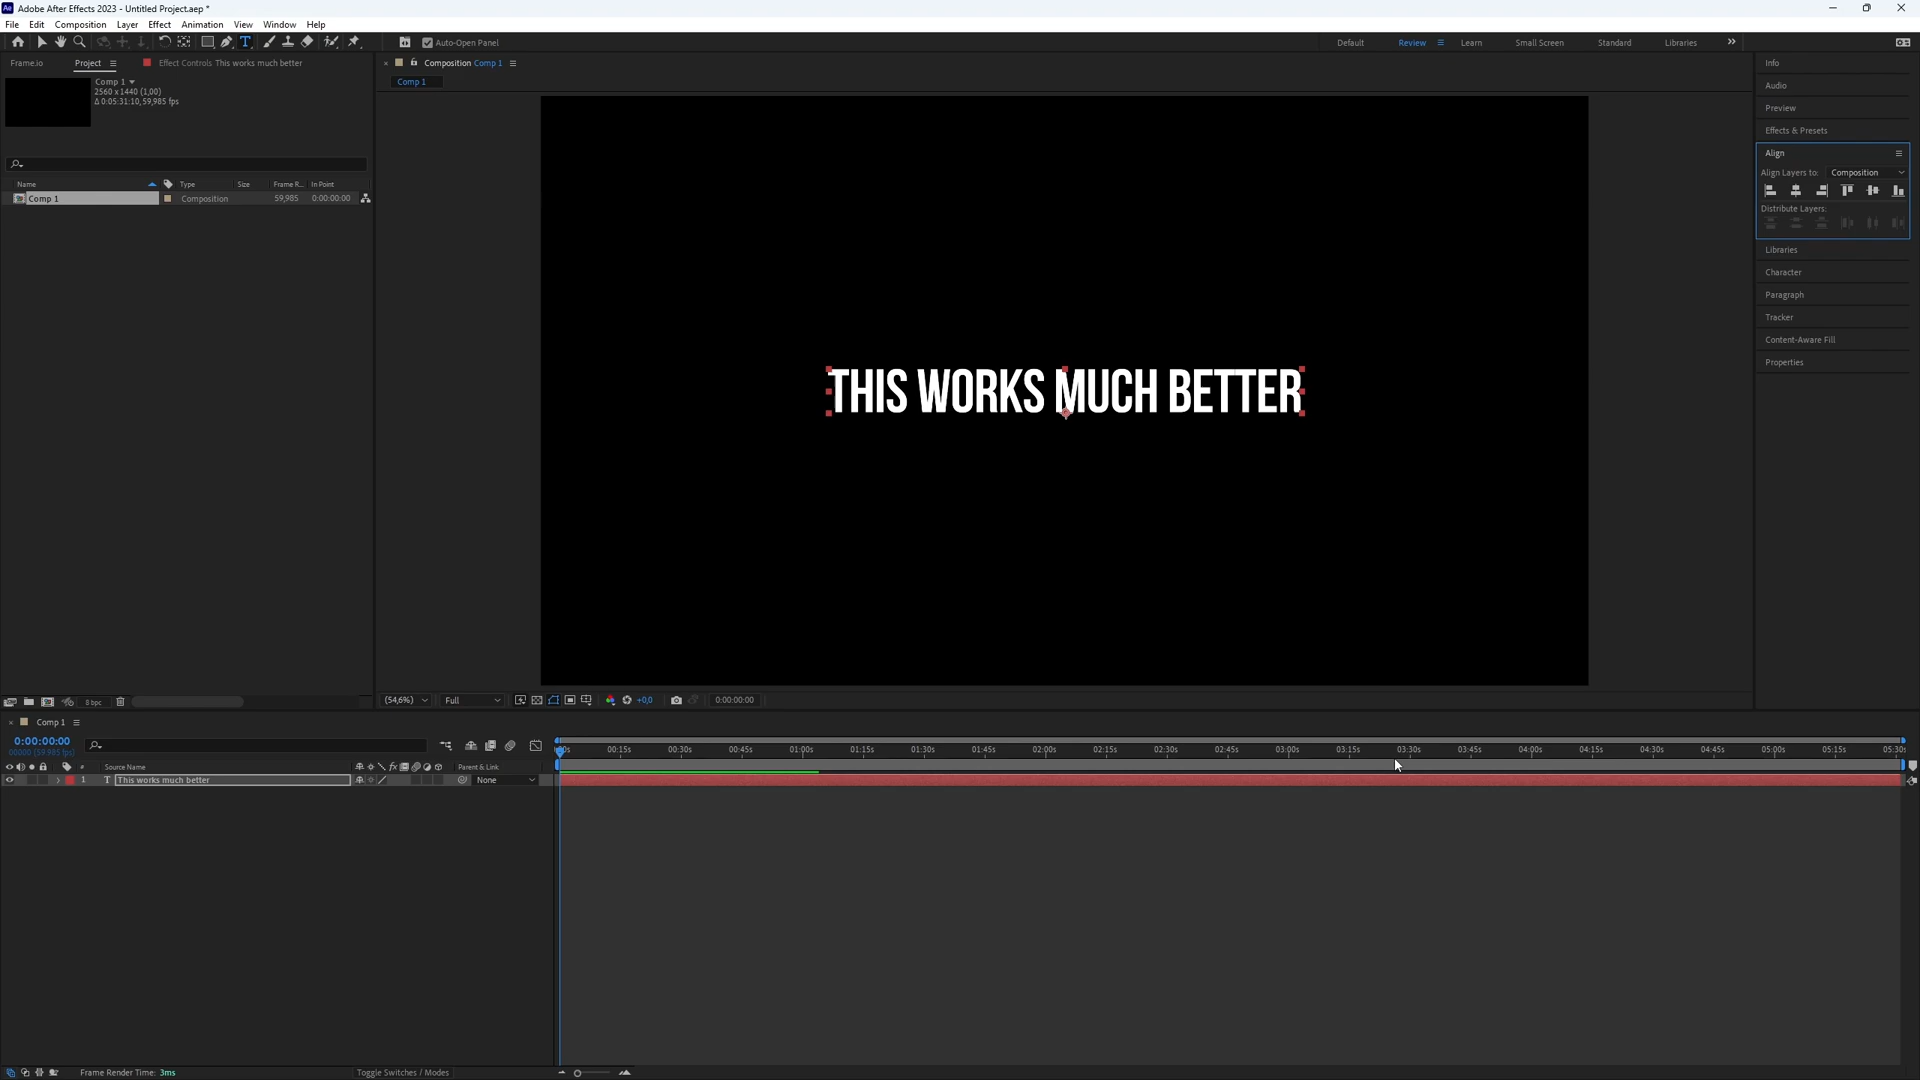 Adobe After Effects 2023 - Untitled Project.aep *
File Edit Composition Layer Effect Animation View Window Help
Auto-Open Panel
Default Review Learn Small Screen Standard Libraries
Frame.io Project Effect Controls This works much better
Comp 1
2560 x 1440 (1,00)
Δ 0:05:31:10, 59,985 fps
Name Type Size Frame R... In Point
Comp 1 Composition 59,985 0:00:00:00
8 bpc
Composition Comp 1
Comp 1
THIS WORKS MUCH BETTER
(54,6%) Full +0,0 0:00:00:00
Info
Audio
Preview
Effects & Presets
Align
Align Layers to: Composition
Distribute Layers:
Libraries
Character
Paragraph
Tracker
Content-Aware Fill
Properties
Comp 1
0:00:00:00
00000 (59.985 fps)
00:15s 00:30s 00:45s 01:00s 01:15s 01:30s 01:45s 02:00s 02:15s 02:30s 02:45s 03:00s 03:15s 03:30s 03:45s 04:00s 04:15s 04:30s 04:45s 05:00s 05:15s 05:30s
# Source Name Parent & Link
1 T This works much better None
Frame Render Time: 3ms
Toggle Switches / Modes